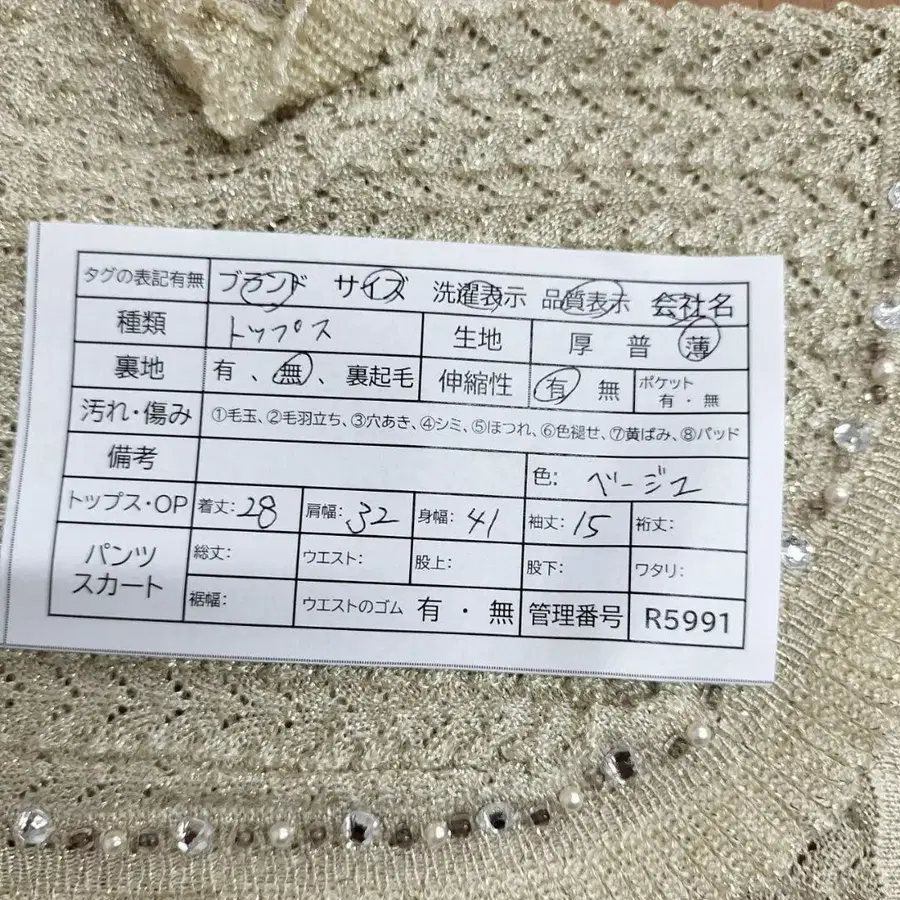 タグの表記有無 ブランド サイズ 洗濯表示 品質表示 会社名
種類 トップス 生地 厚 普 薄
裏地 有、無、裏起毛 伸縮性 有 無 ポケット 有・無
汚れ・傷み ①毛玉、②毛羽立ち、③穴あき、④シミ、⑤ほつれ、⑥色褪せ、⑦黄ばみ、⑧パッド
備考 色: ベージュ
トップス・OP 着丈:28 肩幅:32 身幅:41 袖丈:15 裄丈:
パンツ スカート 総丈: ウエスト: 股上: 股下: ワタリ:
裾幅: ウエストのゴム 有・無 管理番号 R5991